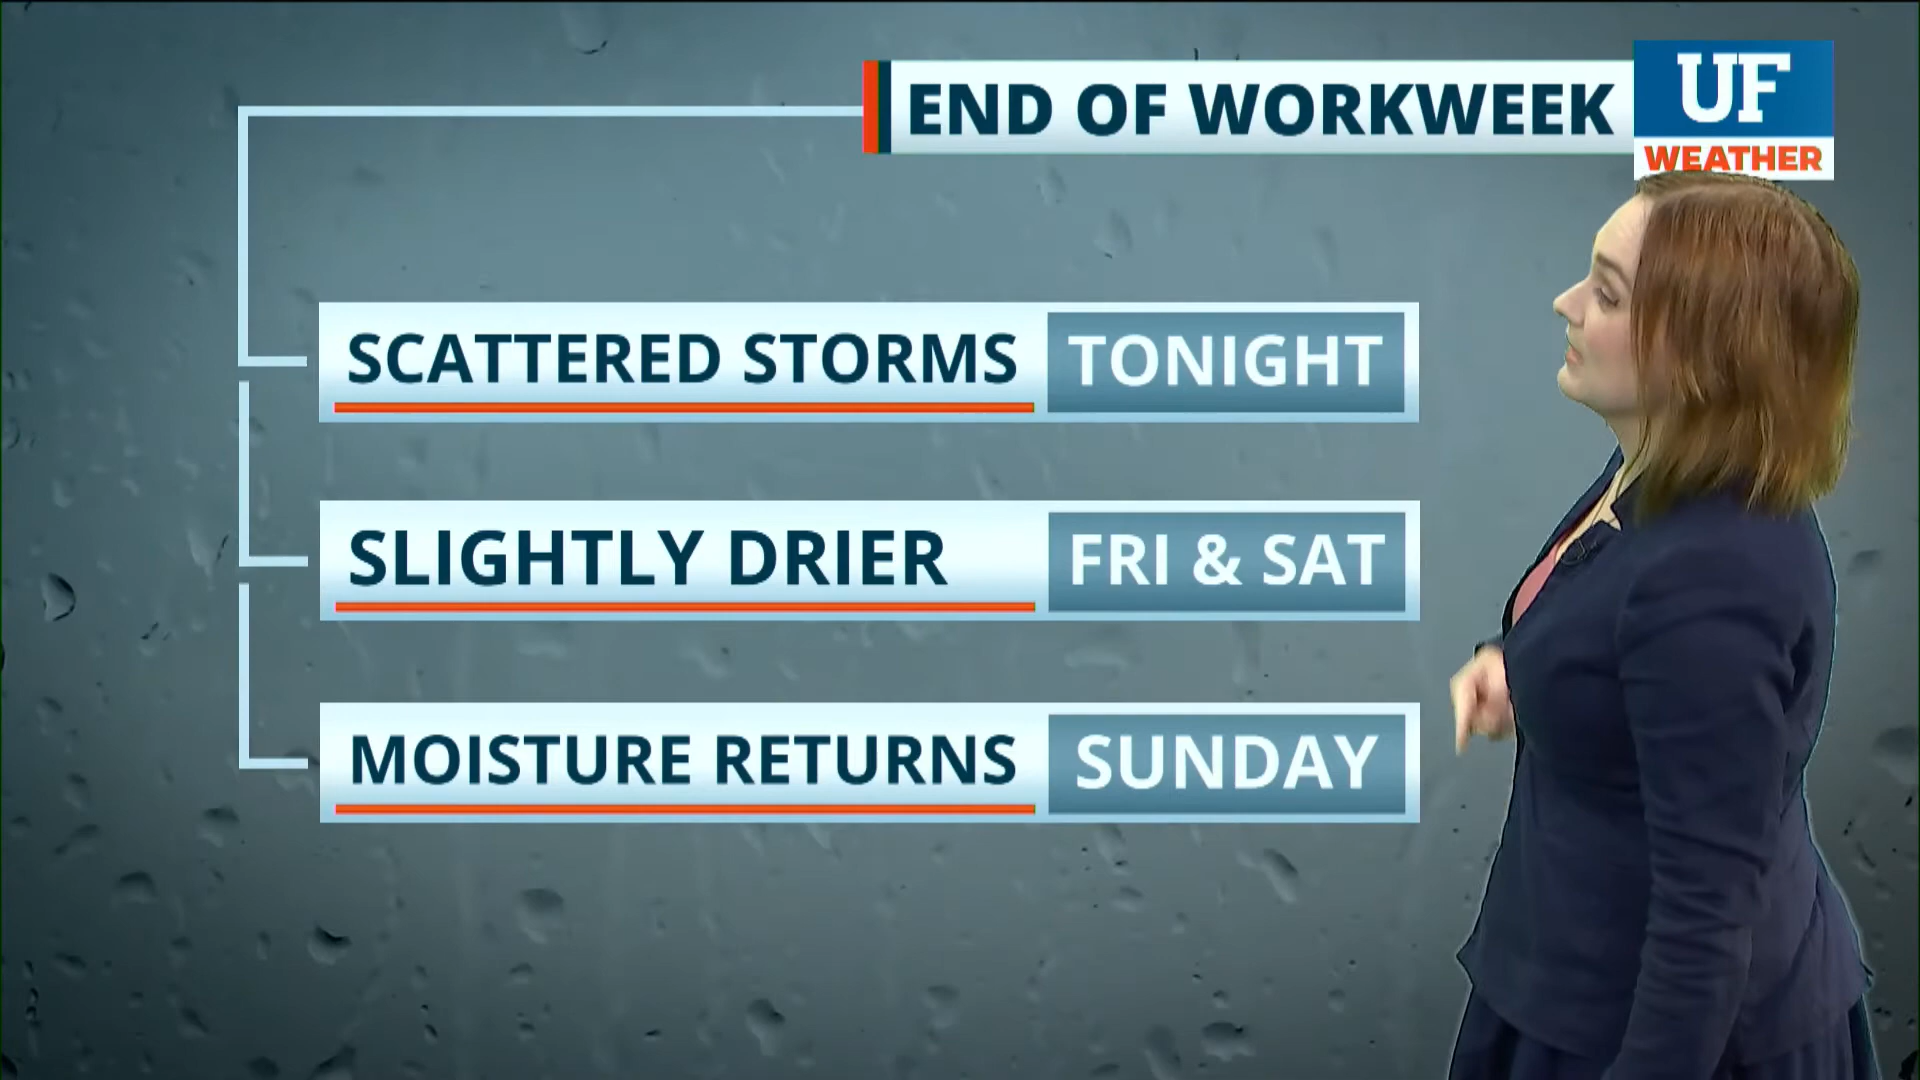 END OF WORKWEEK
UF
WEATHER
SCATTERED STORMS TONIGHT
SLIGHTLY DRIER FRI & SAT
MOISTURE RETURNS SUNDAY